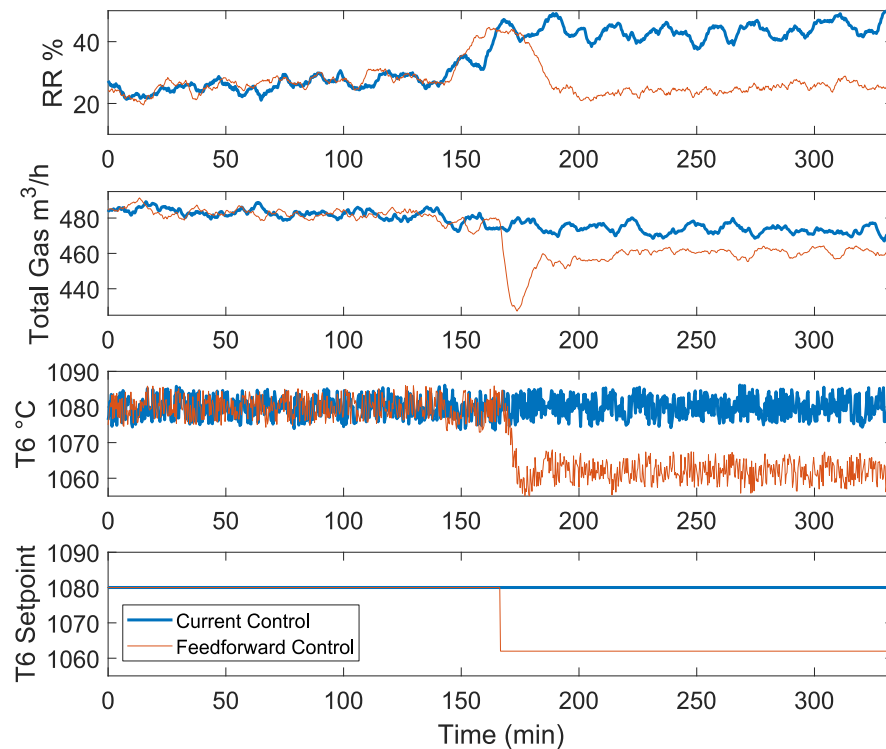 RR %
40
20
0 50 100 150 200 250 300
Total Gas m³/h
480
460
440
0 50 100 150 200 250 300
T6 °C
1090
1080
1070
1060
0 50 100 150 200 250 300
T6 Setpoint
1090
1080
1070
1060
Current Control
Feedforward Control
0 50 100 150 200 250 300
Time (min)